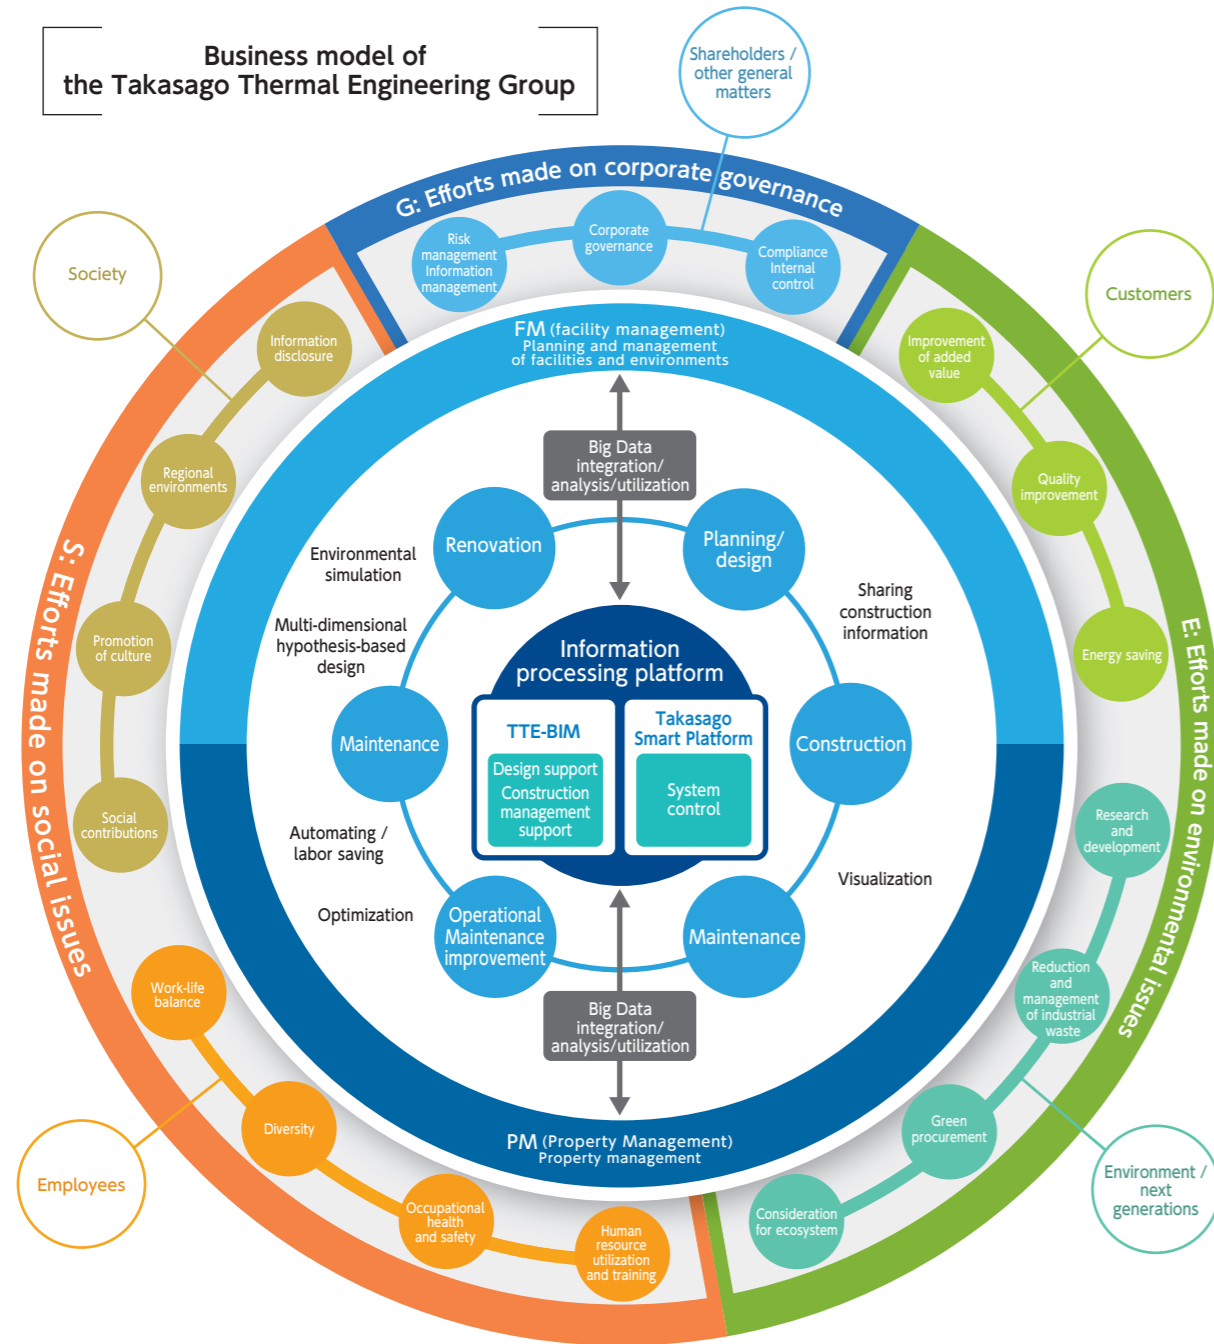 Business model of
the Takasago Thermal Engineering Group
Shareholders /
other general
matters
G: Efforts made on corporate governance
Risk
management
Information
management
Corporate
governance
Compliance
Internal
control
Society
Customers
Information
disclosure
Regional
environments
Promotion
of culture
Social
contributions
S: Efforts made on social issues
Improvement
of added
value
Quality
improvement
Energy saving
E: Efforts made on environmental issues
FM (facility management)
Planning and management
of facilities and environments
Big Data
integration/
analysis/utilization
Renovation
Planning/
design
Environmental
simulation
Multi-dimensional
hypothesis-based
design
Sharing
construction
information
Information
processing platform
TTE-BIM
Design support
Construction
management
support
Takasago
Smart Platform
System
control
Maintenance
Construction
Automating /
labor saving
Optimization
Visualization
Operational
Maintenance
improvement
Maintenance
Big Data
integration/
analysis/utilization
PM (Property Management)
Property management
Research
and
development
Reduction
and
management
of industrial
waste
Green
procurement
Consideration
for ecosystem
Environment /
next
generations
Work-life
balance
Diversity
Occupational
health
and safety
Human
resource
utilization
and training
Employees